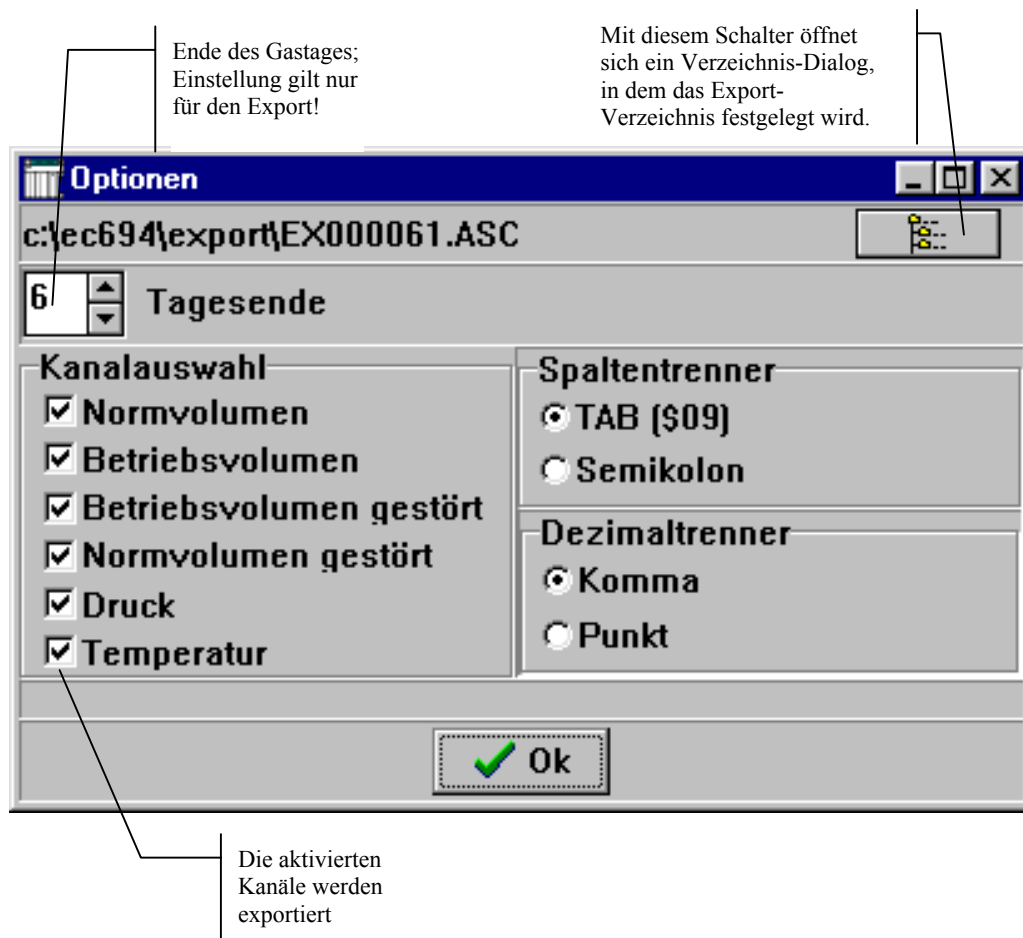 Ende des Gastages;
Einstellung gilt nur
für den Export!
Mit diesem Schalter öffnet
sich ein Verzeichnis-Dialog,
in dem das Export-
Verzeichnis festgelegt wird.
Optionen
c:\ec694\export\EX000061.ASC
6 Tagesende
Kanalauswahl
Normvolumen
Betriebsvolumen
Betriebsvolumen gestört
Normvolumen gestört
Druck
Temperatur
Spaltentrenner
TAB ($09)
Semikolon
Dezimaltrenner
Komma
Punkt
Ok
Die aktivierten
Kanäle werden
exportiert